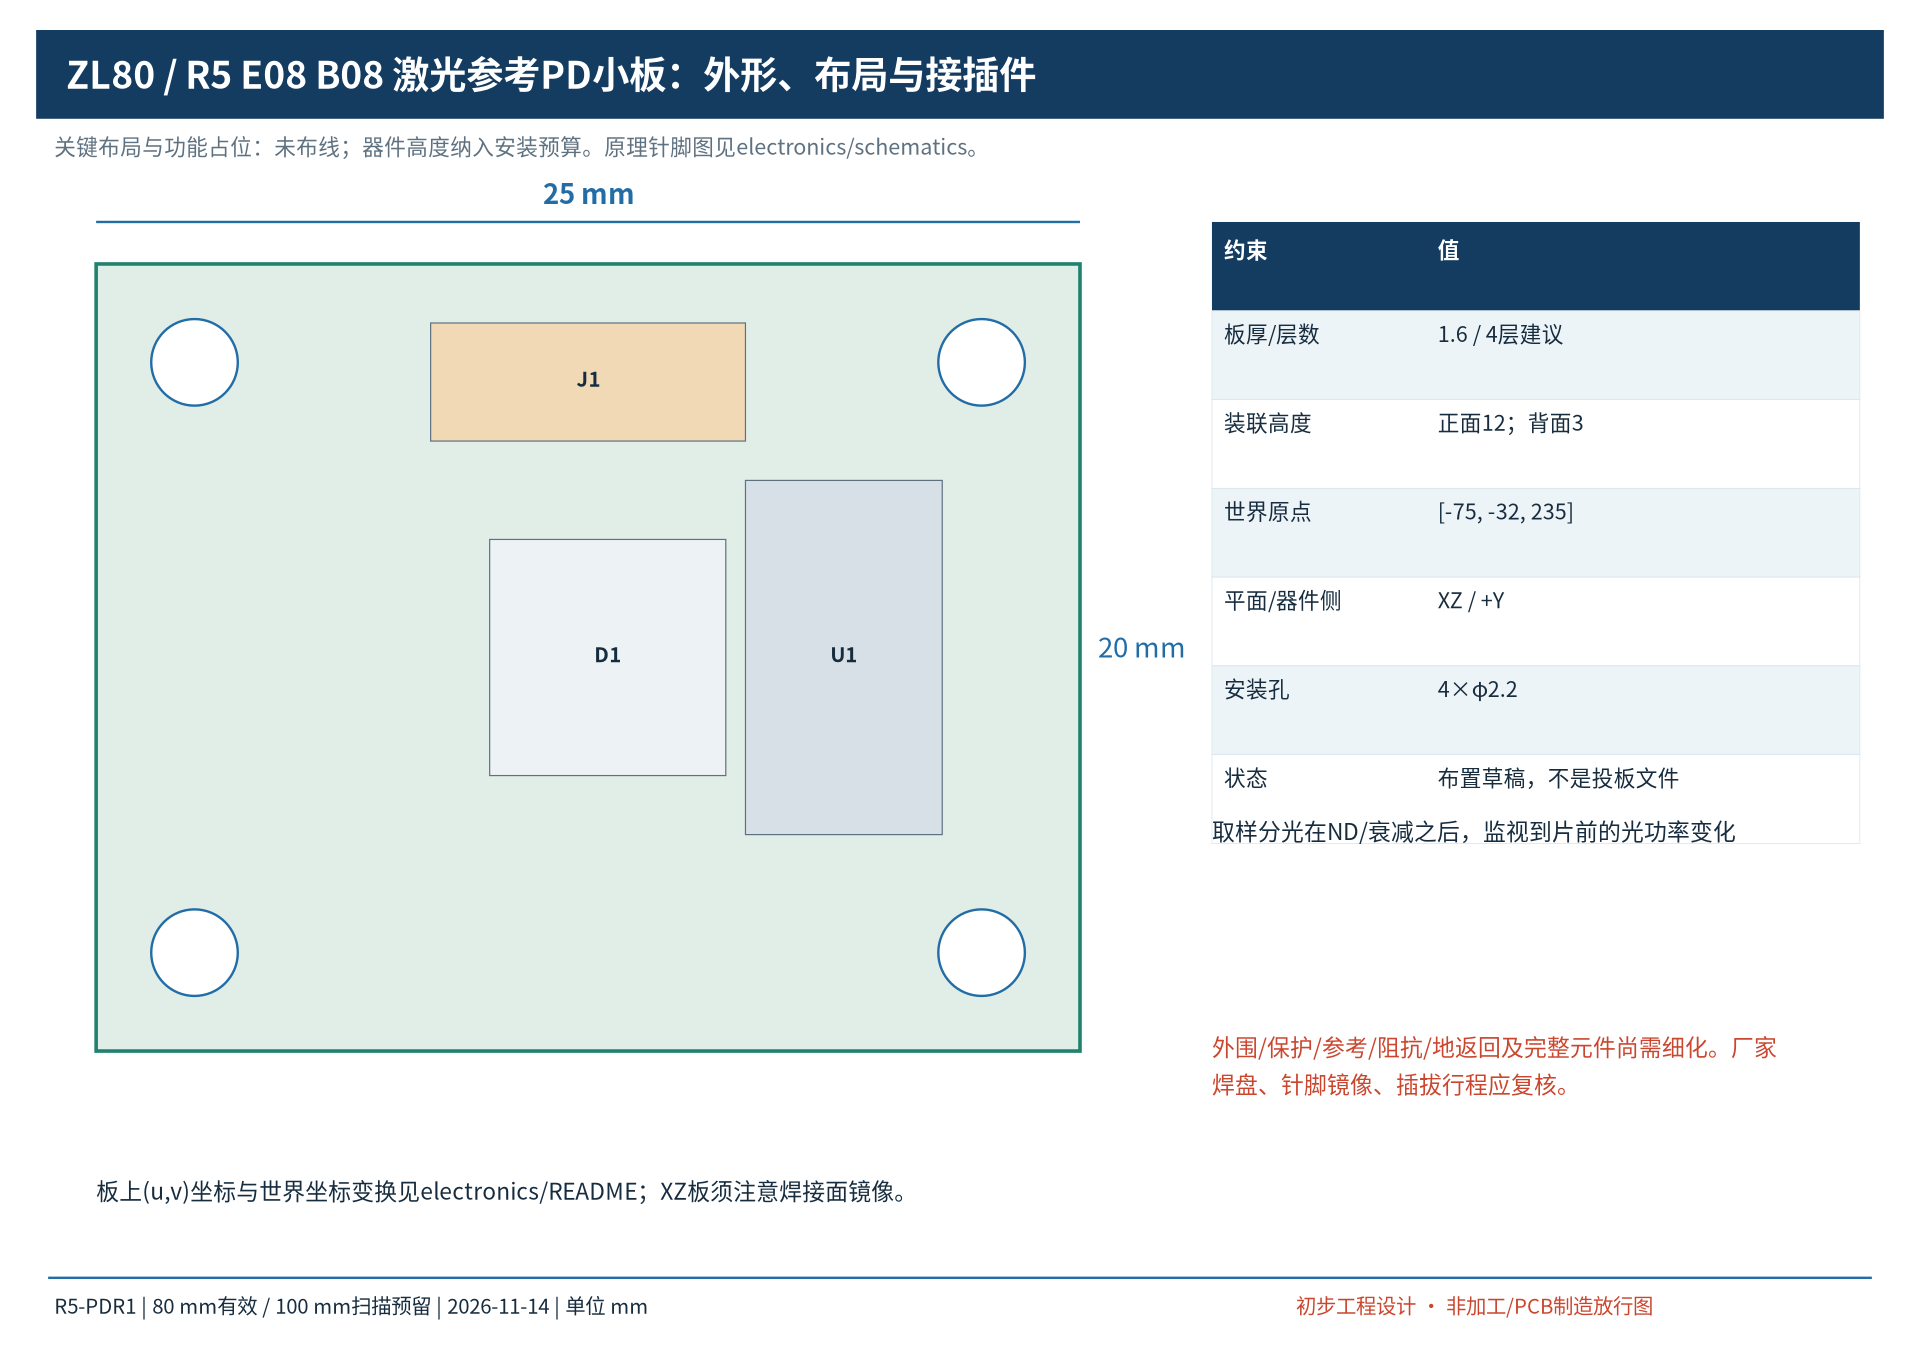 ZL80 / R5 E08 B08 激光参考PD小板：外形、布局与接插件
关键布局与功能占位：未布线；器件高度纳入安装预算。原理针脚图见electronics/schematics。
25 mm
J1
D1
U1
20 mm
约束 值
板厚/层数 1.6 / 4层建议
装联高度 正面12；背面3
世界原点 [-75, -32, 235]
平面/器件侧 XZ / +Y
安装孔 4×φ2.2
状态 布置草稿，不是投板文件
取样分光在ND/衰减之后，监视到片前的光功率变化
外围/保护/参考/阻抗/地返回及完整元件尚需细化。厂家
焊盘、针脚镜像、插拔行程应复核。
板上(u,v)坐标与世界坐标变换见electronics/README；XZ板须注意焊接面镜像。
R5-PDR1 | 80 mm有效 / 100 mm扫描预留 | 2026-11-14 | 单位 mm
初步工程设计 · 非加工/PCB制造放行图